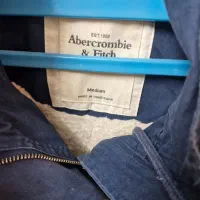 EST. 1892
Abercrombie
& Fitch
Medium